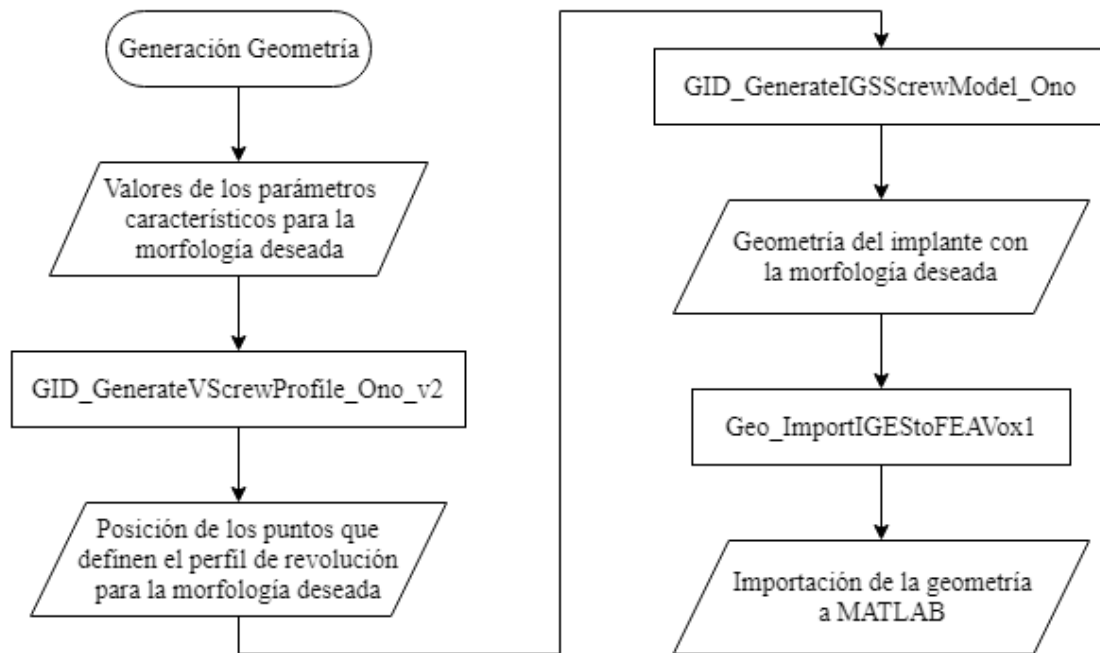 Generación Geometría
Valores de los parámetros
característicos para la
morfología deseada
GID_GenerateVScrewProfile_Ono_v2
Posición de los puntos que
definen el perfil de revolución
para la morfología deseada
GID_GenerateIGSScrewModel_Ono
Geometría del implante con
la morfología deseada
Geo_ImportIGEStoFEAVox1
Importación de la geometría
a MATLAB